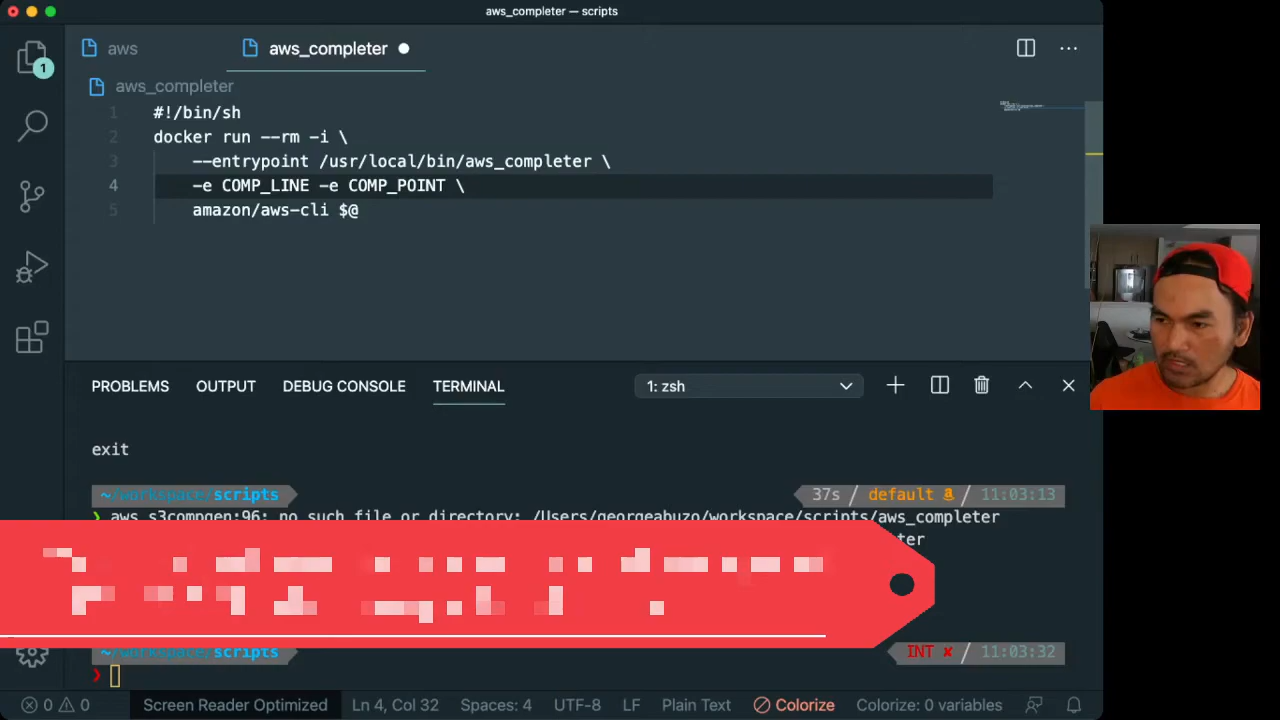 aws_completer — scripts
aws
aws_completer
aws_completer
1
1 #!/bin/sh
2 docker run --rm -i \
3 --entrypoint /usr/local/bin/aws_completer \
4 -e COMP_LINE -e COMP_POINT \
5 amazon/aws-cli $@
PROBLEMS OUTPUT DEBUG CONSOLE TERMINAL 1: zsh
exit
~/workspace/scripts 37s / default / 11:03:13
❯ aws s3compgen:96: no such file or directory: /Users/georgeabuzo/workspace/scripts/aws_completer
~/workspace/scripts INT ✘ / 11:03:32
❯
0 0 Screen Reader Optimized Ln 4, Col 32 Spaces: 4 UTF-8 LF Plain Text Colorize Colorize: 0 variables